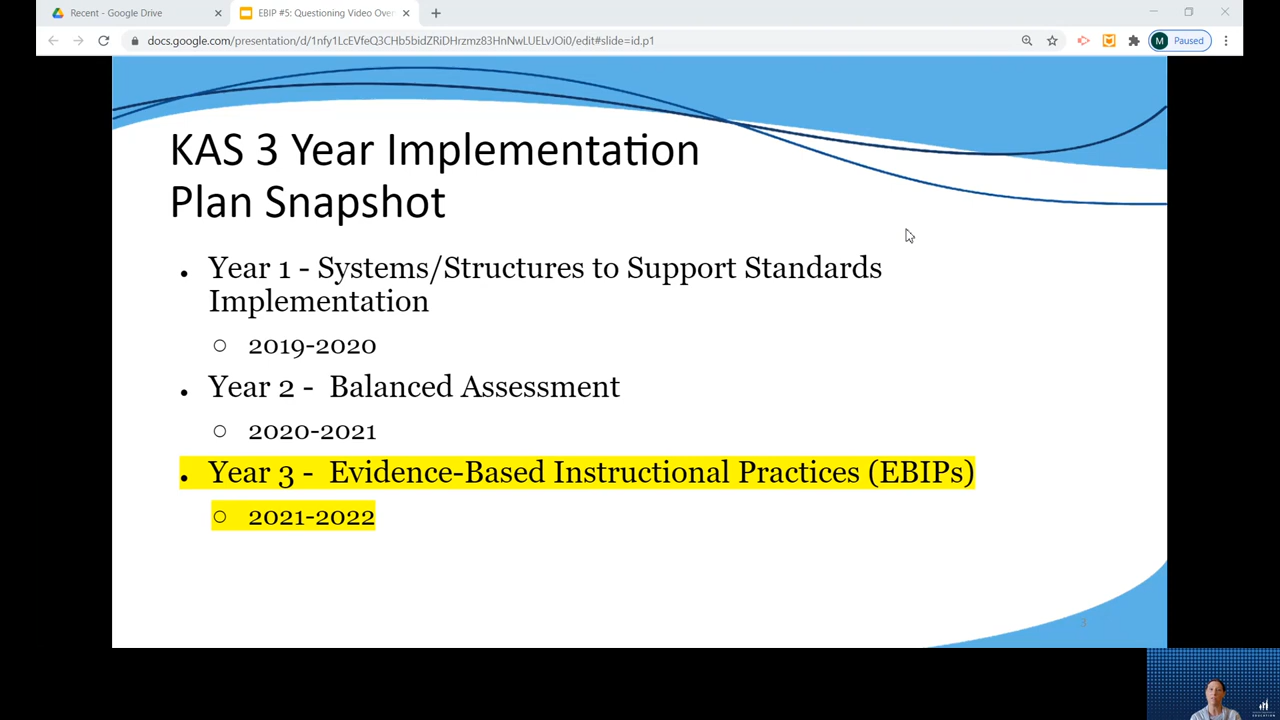 Recent - Google Drive
EBIP #5: Questioning Video Over
docs.google.com/presentation/d/1nfy1LcEVfeQ3CHb5bidZRiDHrzmz83HnNwLUELvJOi0/edit#slide=id.p1
M Paused
KAS 3 Year Implementation
Plan Snapshot
• Year 1 - Systems/Structures to Support Standards
Implementation
○ 2019-2020
• Year 2 - Balanced Assessment
○ 2020-2021
• Year 3 - Evidence-Based Instructional Practices (EBIPs)
○ 2021-2022
3